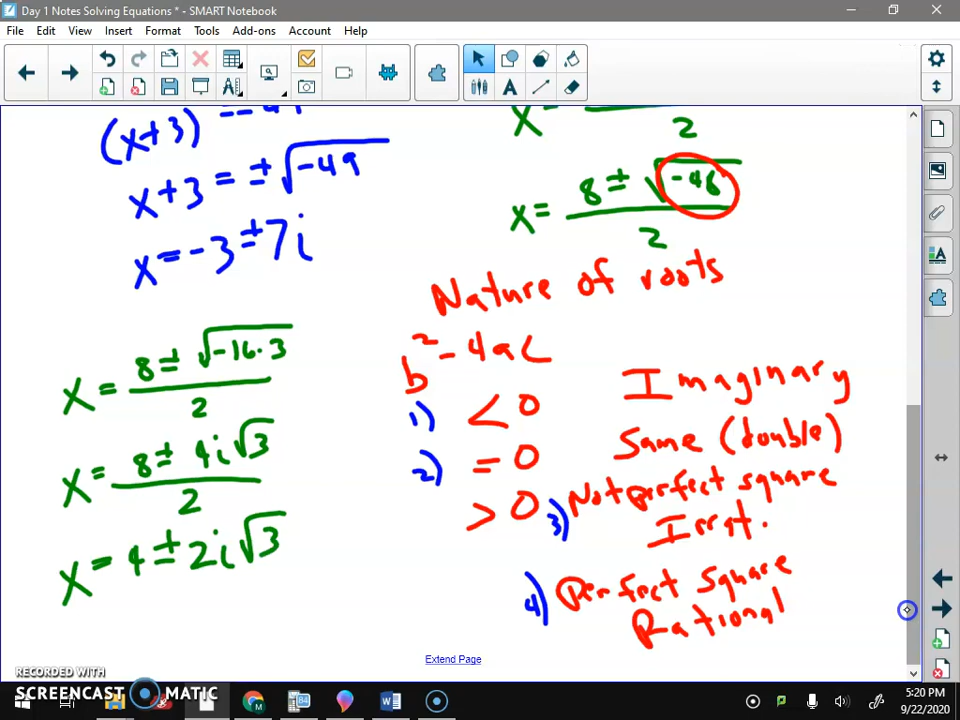 Day 1 Notes Solving Equations * - SMART Notebook
File Edit View Insert Format Tools Add-ons Account Help
(x+3)
x+3 = ±√-49
x=-3±7i
x=
2
x= 8±√-48
2
Nature of roots
b²-4ac
1) <0 Imaginary
2) =0 Same (double)
>0 3) Not perfect square
Irrat.
4) Perfect Square
Rational
x= 8±√-16·3
2
x= 8±4i√3
2
x=4±2i√3
Extend Page
RECORDED WITH
SCREENCAST MATIC
5:20 PM
9/22/2020